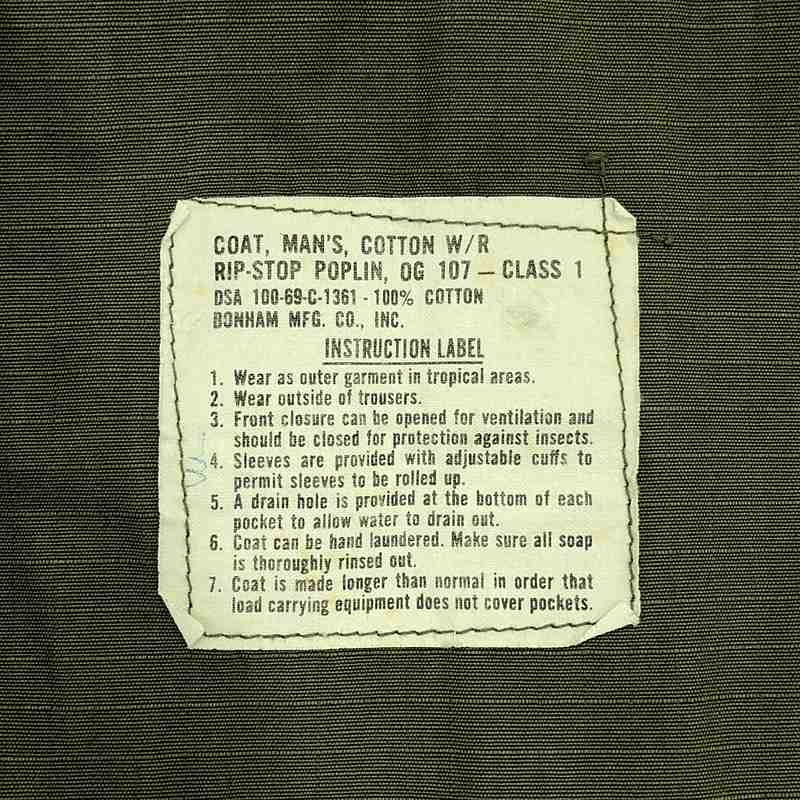 COAT, MAN'S, COTTON W/R
RIP-STOP POPLIN, OG 107 — CLASS 1
DSA 100-69-C-1361 - 100% COTTON
BONHAM MFG. CO., INC.
INSTRUCTION LABEL
1. Wear as outer garment in tropical areas.
2. Wear outside of trousers.
3. Front closure can be opened for ventilation and
should be closed for protection against insects.
4. Sleeves are provided with adjustable cuffs to
permit sleeves to be rolled up.
5. A drain hole is provided at the bottom of each
pocket to allow water to drain out.
6. Coat can be hand laundered. Make sure all soap
is thoroughly rinsed out.
7. Coat is made longer than normal in order that
load carrying equipment does not cover pockets.